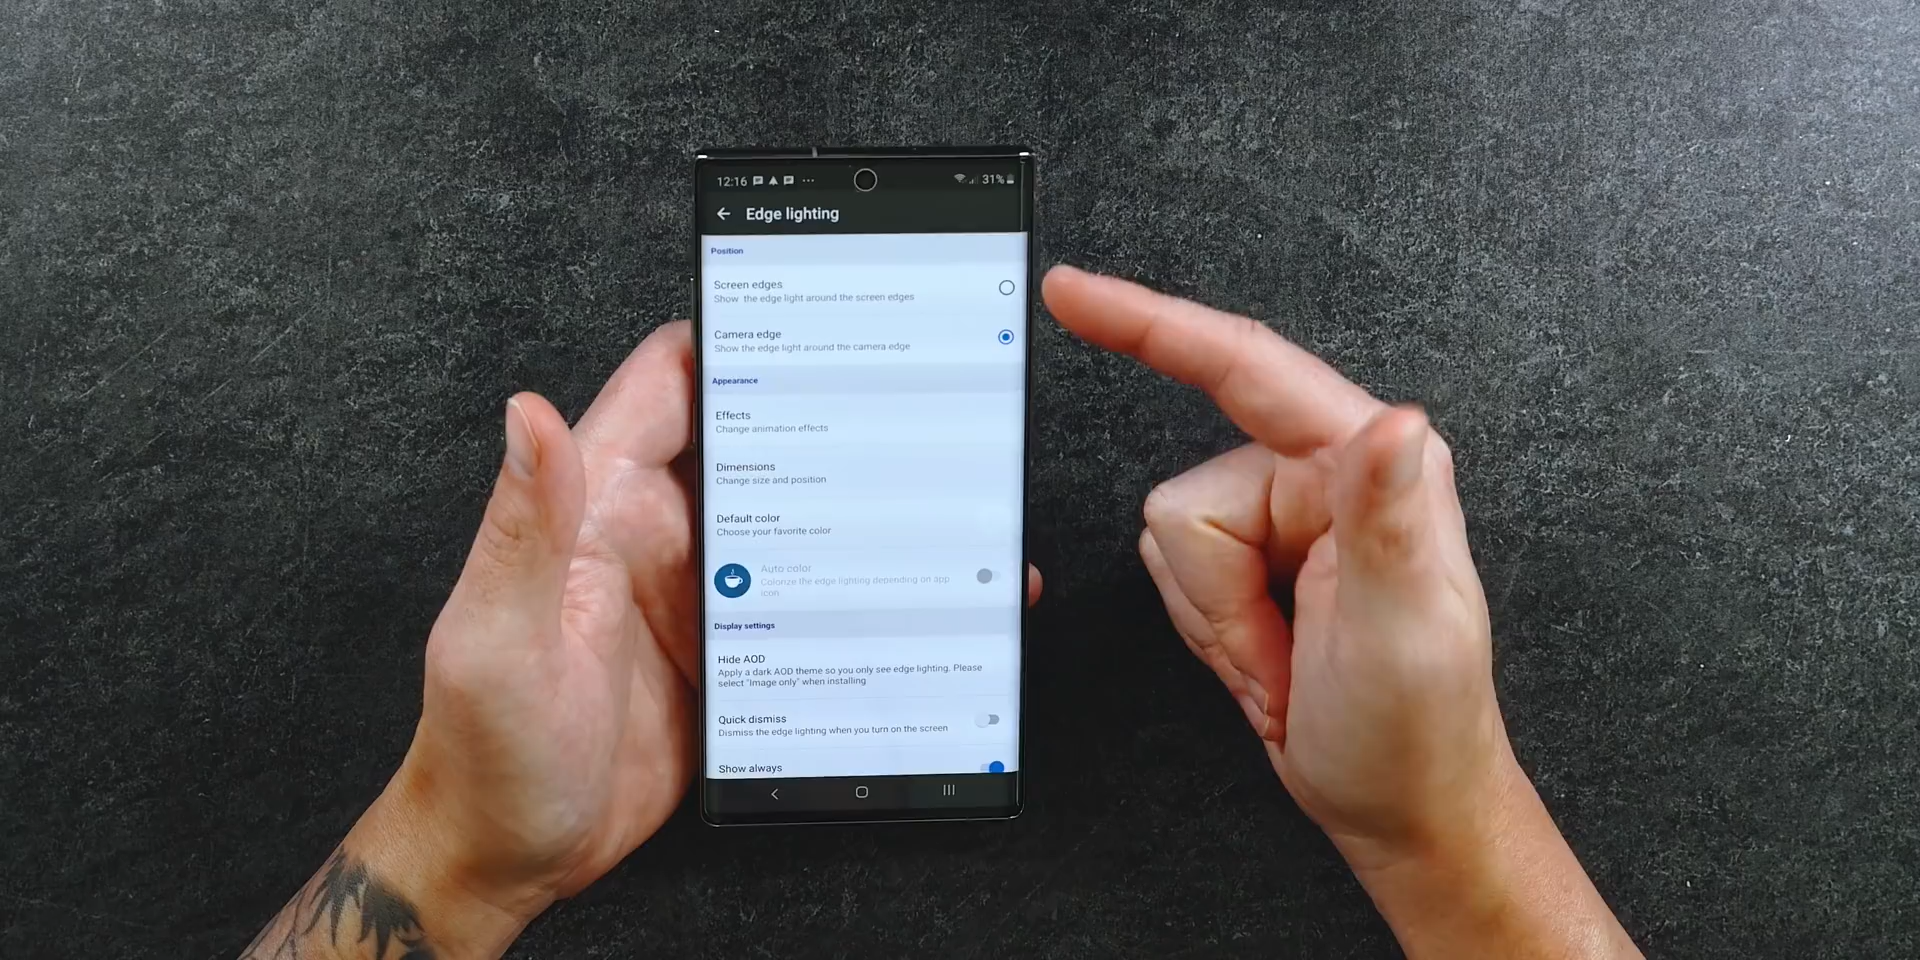 12:16 31%
Edge lighting
Position
Screen edges
Show the edge light around the screen edges
Camera edge
Show the edge light around the camera edge
Appearance
Effects
Change animation effects
Dimensions
Change size and position
Default color
Choose your favorite color
Auto color
Colorize the edge lighting depending on app
icon
Display settings
Hide AOD
Apply a dark AOD theme so you only see edge lighting. Please
select "Image only" when installing
Quick dismiss
Dismiss the edge lighting when you turn on the screen
Show always